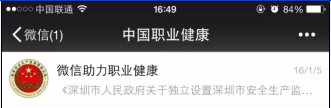 中国联通 16:49 84%
微信(1) 中国职业健康
微信助力职业健康 16/1/5
《深圳市人民政府关于独立设置深圳市安全生产监...